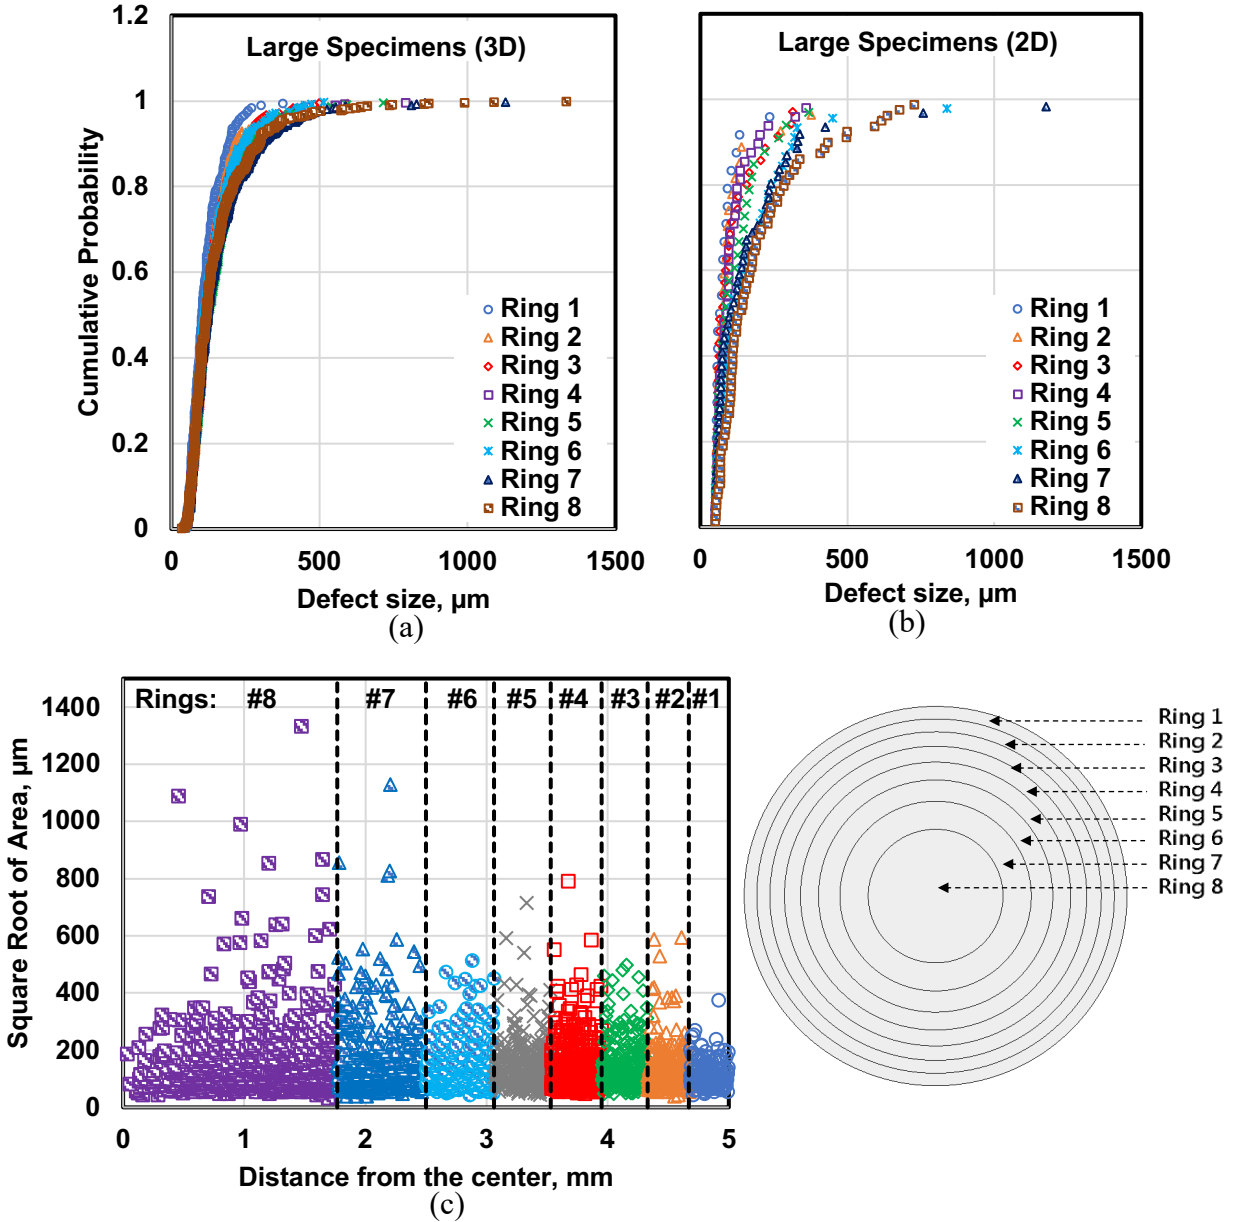 Large Specimens (3D)
1.2
1
0.8
0.6
0.4
0.2
0
Cumulative Probability
Ring 1
Ring 2
Ring 3
Ring 4
Ring 5
Ring 6
Ring 7
Ring 8
0 500 1000 1500
Defect size, µm
(a)
Large Specimens (2D)
Ring 1
Ring 2
Ring 3
Ring 4
Ring 5
Ring 6
Ring 7
Ring 8
0 500 1000 1500
Defect size, µm
(b)
Rings: #8 #7 #6 #5 #4 #3 #2 #1
1400
1200
1000
800
600
400
200
0
Square Root of Area, µm
0 1 2 3 4 5
Distance from the center, mm
(c)
Ring 1
Ring 2
Ring 3
Ring 4
Ring 5
Ring 6
Ring 7
Ring 8